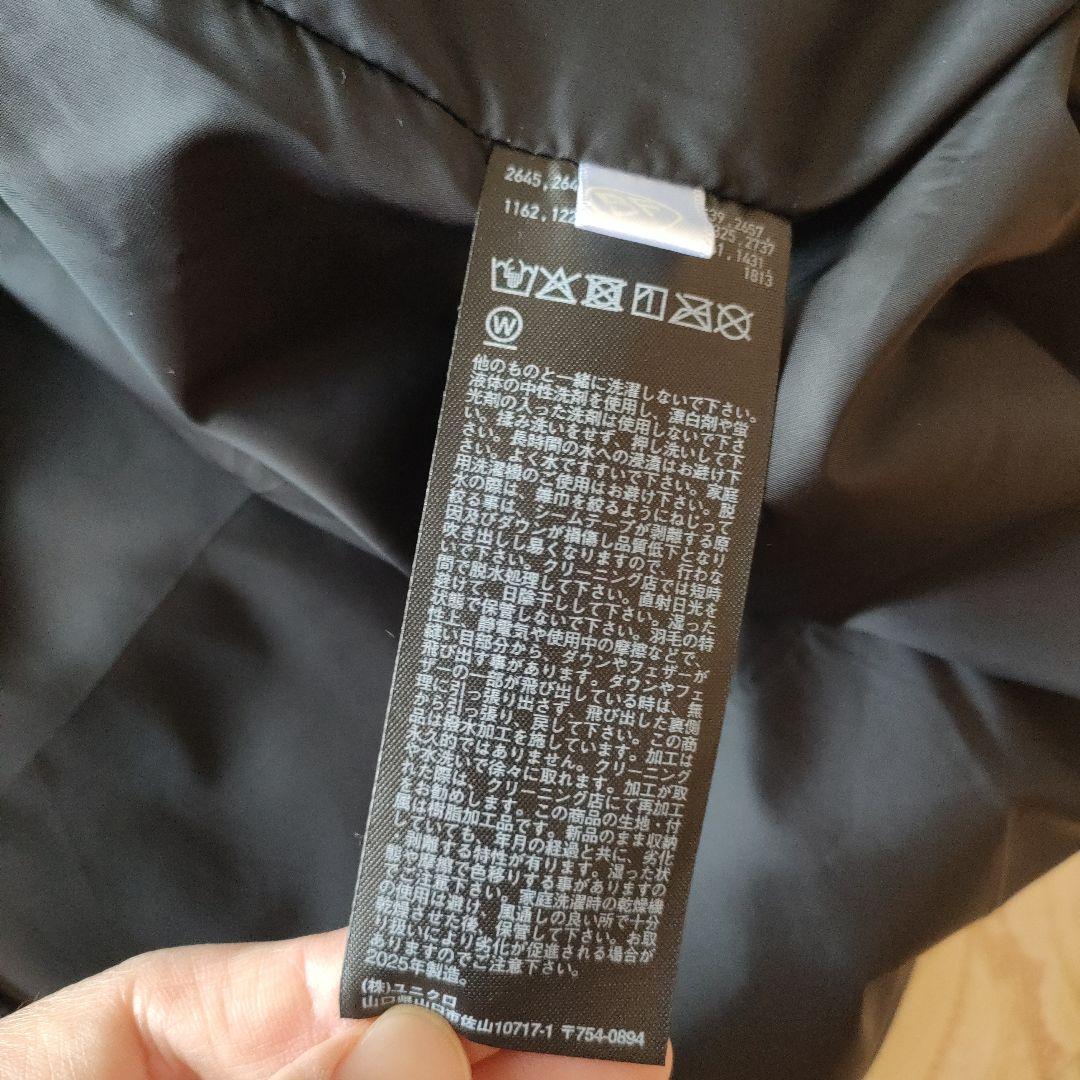 2645,264
39,2657,
1162,122
825,2737
1,1431
1813
W
他のものと一緒に洗濯しないで下さい。
液体の中性洗剤を使用し、漂白剤や蛍
光剤の入った洗剤は使用しないで下さ
い。揉み洗いをせず、押し洗いして下
さい。長時間の水への浸漬はお避け下
さい。よく水ですすいで下さい。家庭
用洗濯機のご使用はお避け下さい。脱
水の際は、雑巾を絞るようにねじって
絞る事は、シームテープが剥離する原
因及びダウンが損傷し品質低下となり
吹き出しし易くなりますので、行わな
いで下さい。クリーニング店では短時
間で脱水処理して下さい。直射日光を
避けて、日陰干しして下さい。湿った
状態で保管しないで下さい。羽毛の特
性上、静電気や使用中の摩擦などで、
縫い目部分から、ダウンやフェザーが
飛び出す事があります。ダウンやフェ
ザーの一部が飛び出している時は、無
理に引っ張り出さず、飛び出した裏側
から引っ張り、戻して下さい。この商
品は撥水加工を施しています。加工は
永久的ではありません。クリーニング
や水洗いで徐々に取れます。加工が取
れた際は、クリーニング店にて再加工
をお勧めします。この商品の生地・付
属は樹脂加工品です。新品のまま収納
していても、年月の経過と共に、劣化
、剥離する特性が有ります。湿った状
態や摩擦で色移りする事がありますの
でご注意下さい。家庭洗濯時の乾燥機
の使用は避け、風通しの良い所で十分
乾燥させた後、保管して下さい。お取
り扱いにより劣化が促進される場合が
ありますのでご注意下さい。
2025年製造。
(株)ユニクロ
山口県山口市佐山10717-1 〒754-0894